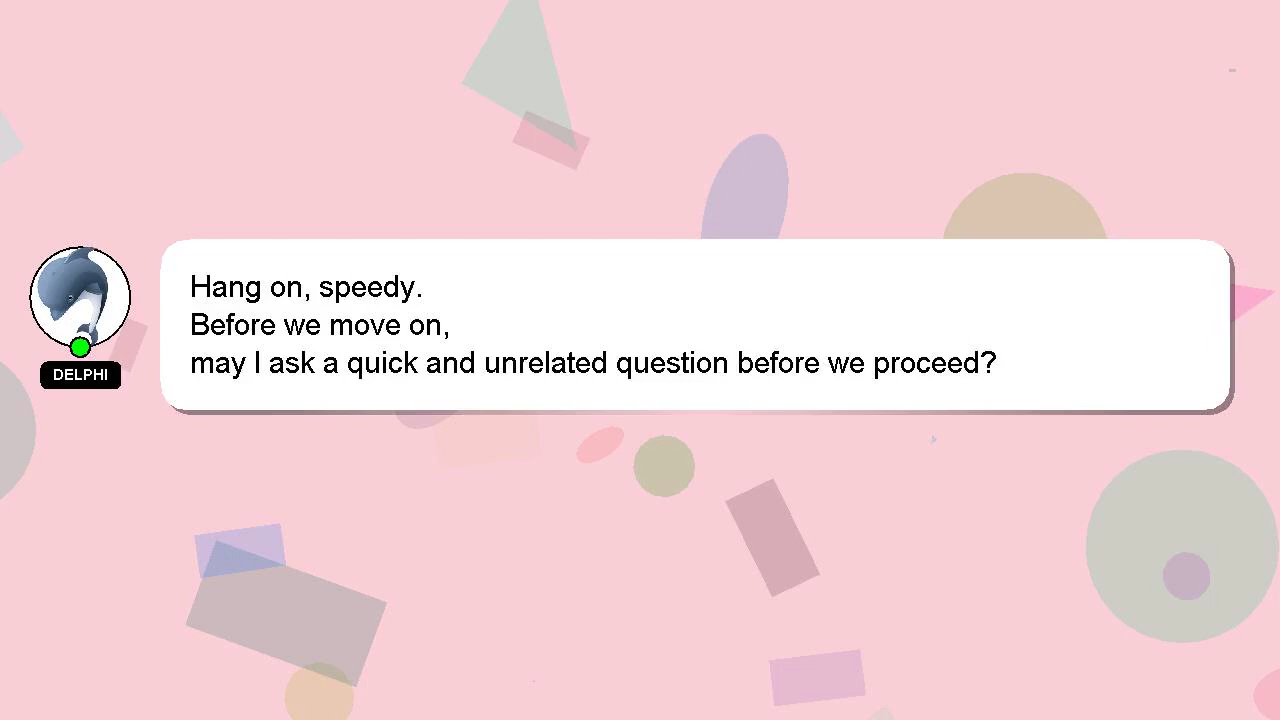 Hang on, speedy.
Before we move on,
may I ask a quick and unrelated question before we proceed?
DELPHI